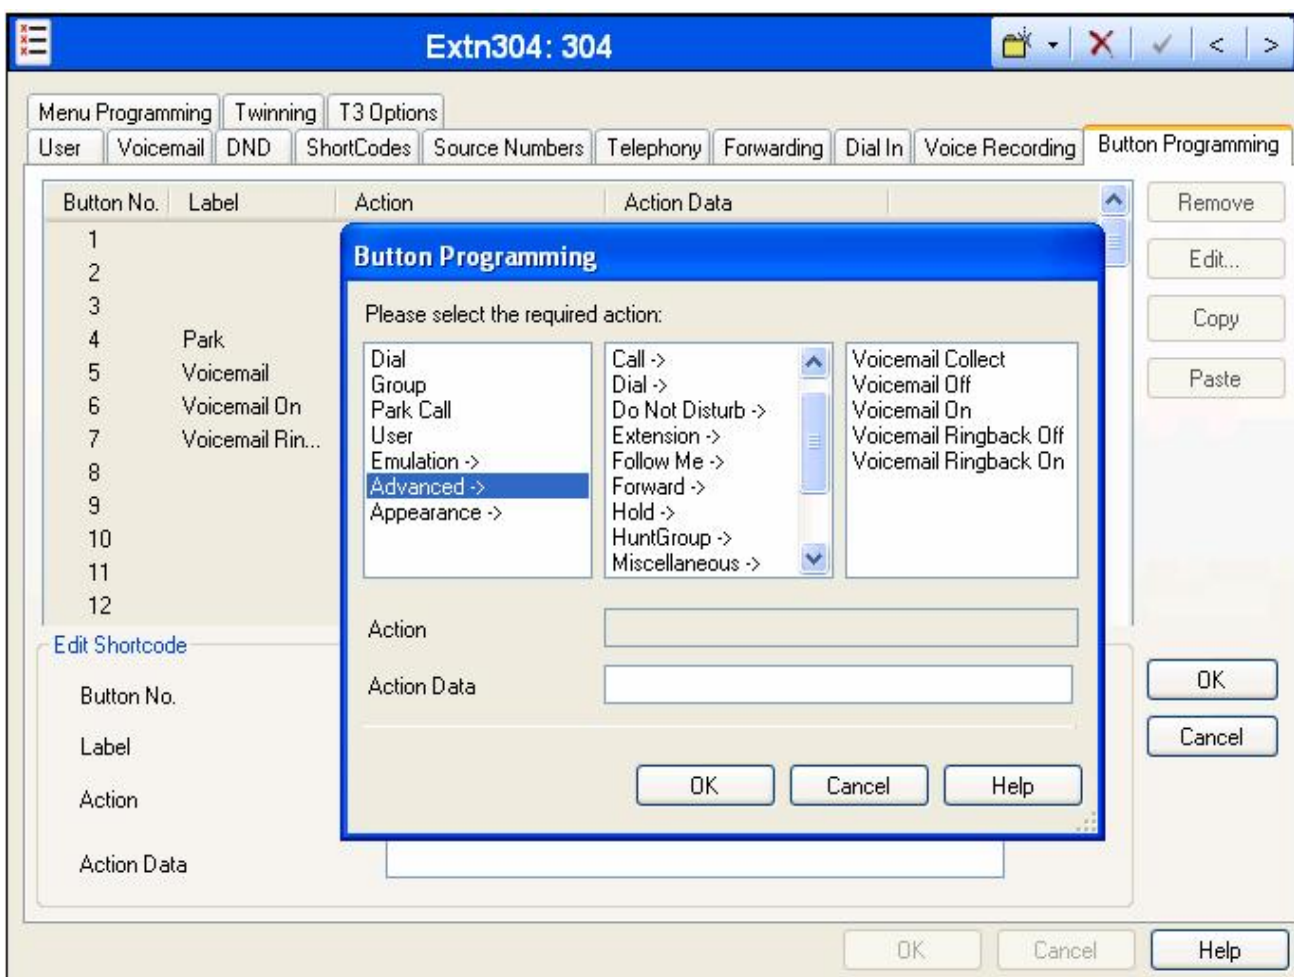 Extn304: 304
< >
Menu Programming Twinning T3 Options
User Voicemail DND ShortCodes Source Numbers Telephony Forwarding Dial In Voice Recording Button Programming
Button No. Label Action Action Data
Remove
Edit...
Copy
Paste
1
2
3
4 Park
5 Voicemail
6 Voicemail On
7 Voicemail Rin...
8
9
10
11
12
Button Programming
Please select the required action:
Dial
Group
Park Call
User
Emulation ->
Advanced ->
Appearance ->
Call ->
Dial ->
Do Not Disturb ->
Extension ->
Follow Me ->
Forward ->
Hold ->
HuntGroup ->
Miscellaneous ->
Voicemail Collect
Voicemail Off
Voicemail On
Voicemail Ringback Off
Voicemail Ringback On
Action
Action Data
OK Cancel Help
Edit Shortcode
Button No.
Label
Action
Action Data
OK
Cancel
OK Cancel Help